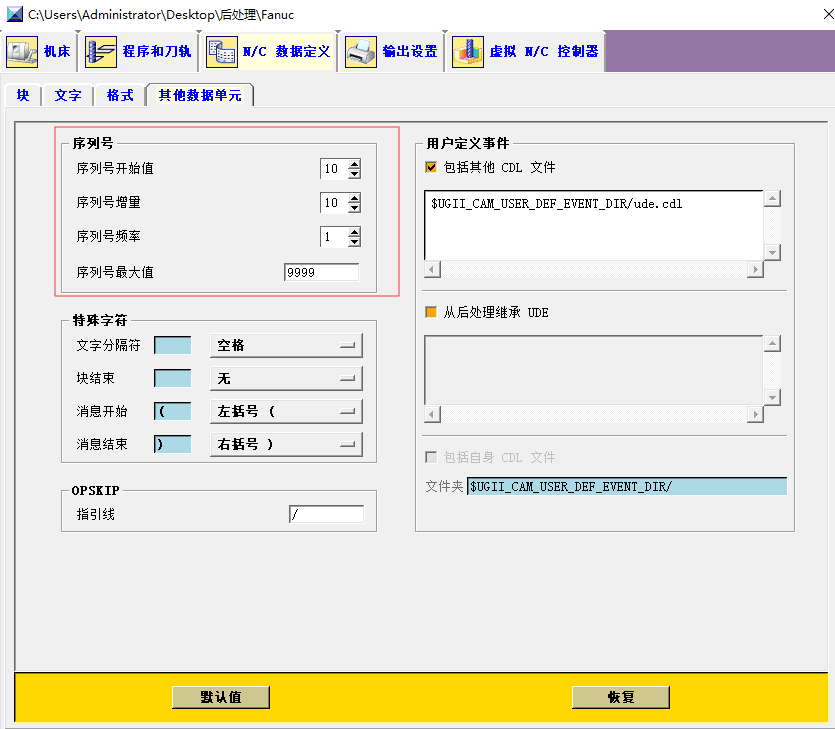 C:\Users\Administrator\Desktop\后处理\Fanuc
机床 程序和刀轨 N/C 数据定义 输出设置 虚拟 N/C 控制器
块 文字 格式 其他数据单元
序列号
序列号开始值 10
序列号增量 10
序列号频率 1
序列号最大值 9999
特殊字符
文字分隔符 空格
块结束 无
消息开始 ( 左括号 (
消息结束 ) 右括号 )
OPSKIP
指引线 /
用户定义事件
包括其他 CDL 文件
$UGII_CAM_USER_DEF_EVENT_DIR/ude.cdl
从后处理继承 UDE
包括自身 CDL 文件
文件夹 $UGII_CAM_USER_DEF_EVENT_DIR/
默认值 恢复